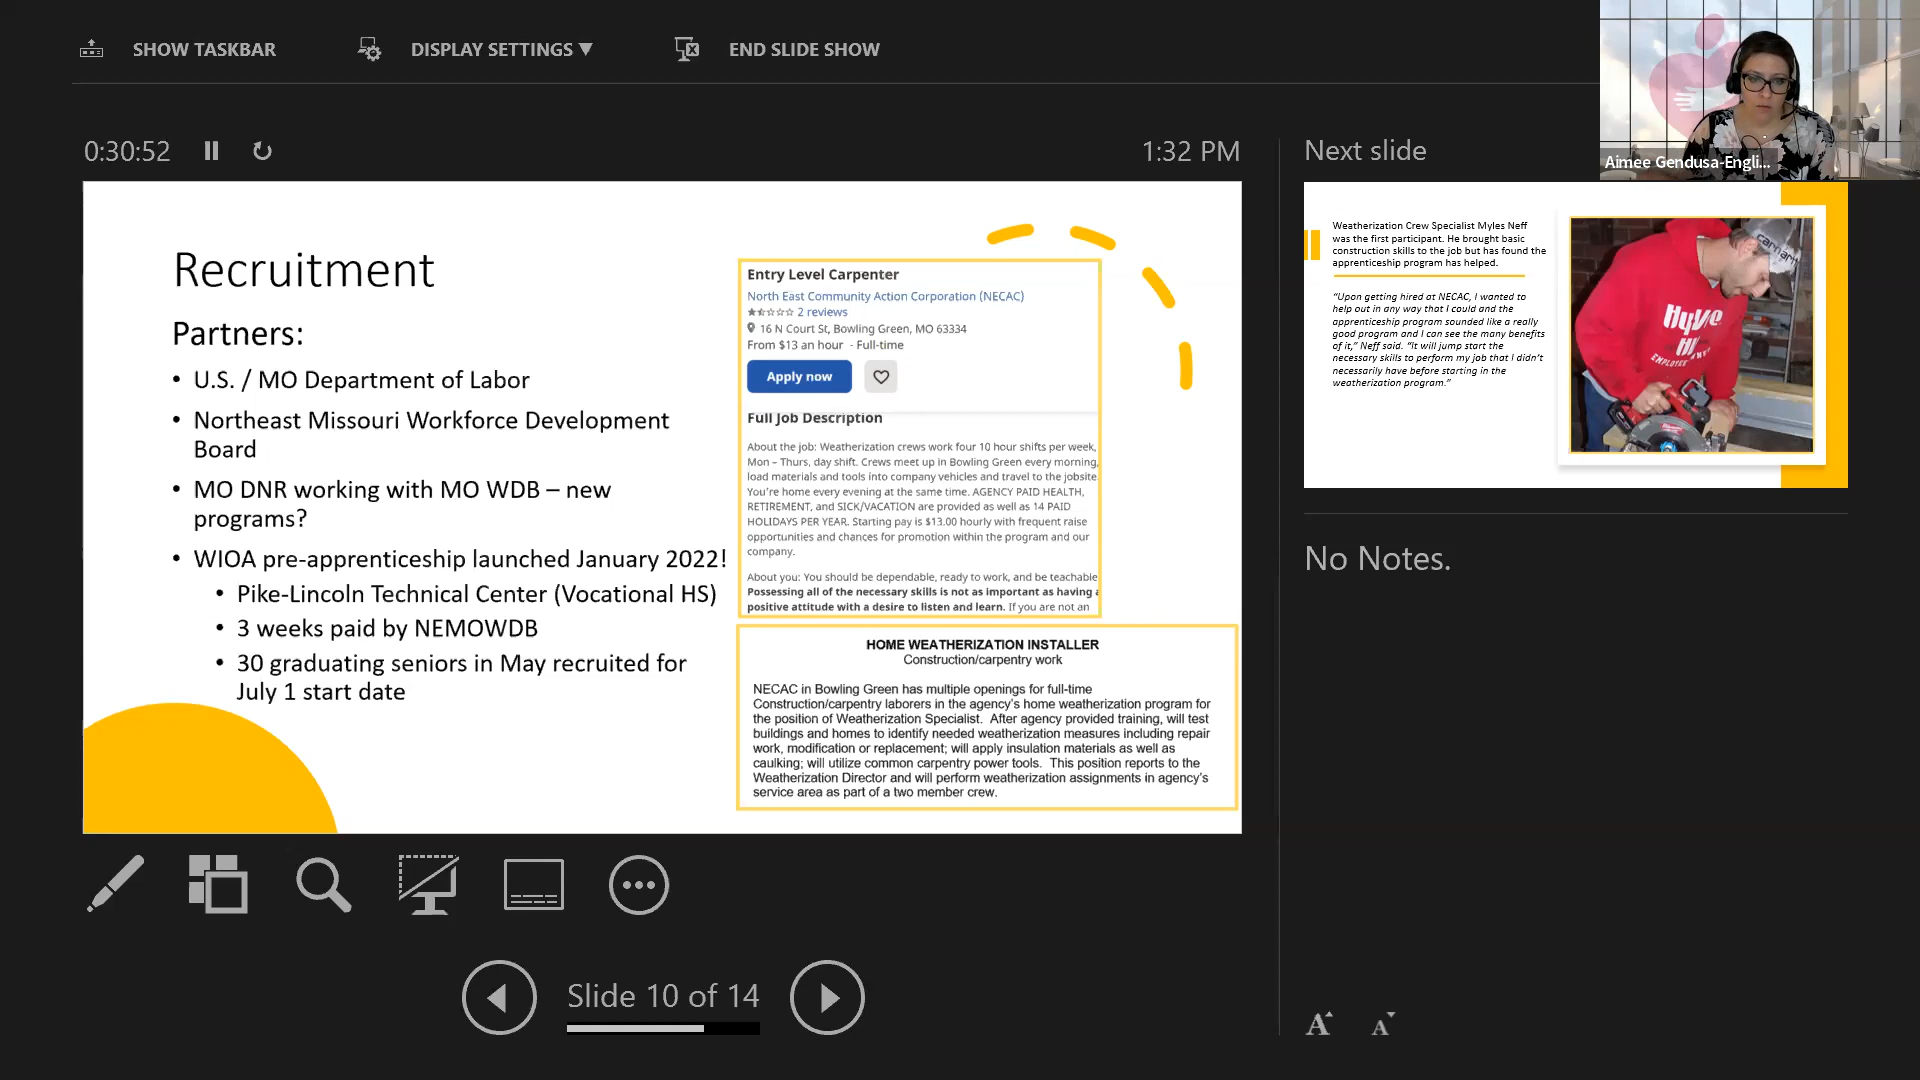 SHOW TASKBAR
DISPLAY SETTINGS ▼
END SLIDE SHOW
Aimee Gendusa-Engli...
0:30:52
1:32 PM
Next slide
Recruitment
Partners:
• U.S. / MO Department of Labor
• Northeast Missouri Workforce Development
Board
• MO DNR working with MO WDB – new
programs?
• WIOA pre-apprenticeship launched January 2022!
• Pike-Lincoln Technical Center (Vocational HS)
• 3 weeks paid by NEMOWDB
• 30 graduating seniors in May recruited for
July 1 start date
Entry Level Carpenter
North East Community Action Corporation (NECAC)
2 reviews
16 N Court St, Bowling Green, MO 63334
From $13 an hour - Full-time
Apply now
Full Job Description
About the job: Weatherization crews work four 10 hour shifts per week,
Mon – Thurs, day shift. Crews meet up in Bowling Green every morning,
load materials and tools into company vehicles and travel to the jobsite.
You're home every evening at the same time. AGENCY PAID HEALTH,
RETIREMENT, and SICK/VACATION are provided as well as 14 PAID
HOLIDAYS PER YEAR. Starting pay is $13.00 hourly with frequent raise
opportunities and chances for promotion within the program and our
company.
About you: You should be dependable, ready to work, and be teachable
Possessing all of the necessary skills is not as important as having a
positive attitude with a desire to listen and learn. If you are not an
HOME WEATHERIZATION INSTALLER
Construction/carpentry work
NECAC in Bowling Green has multiple openings for full-time
Construction/carpentry laborers in the agency's home weatherization program for
the position of Weatherization Specialist. After agency provided training, will test
buildings and homes to identify needed weatherization measures including repair
work, modification or replacement; will apply insulation materials as well as
caulking; will utilize common carpentry power tools. This position reports to the
Weatherization Director and will perform weatherization assignments in agency's
service area as part of a two member crew.
Weatherization Crew Specialist Myles Neff
was the first participant. He brought basic
construction skills to the job but has found the
apprenticeship program has helped.
"Upon getting hired at NECAC, I wanted to
help out in any way that I could and the
apprenticeship program sounded like a really
good program and I can see the many benefits
of it," Neff said. "It will jump start the
necessary skills to perform my job that I didn't
necessarily have before starting in the
weatherization program."
No Notes.
Slide 10 of 14
A A